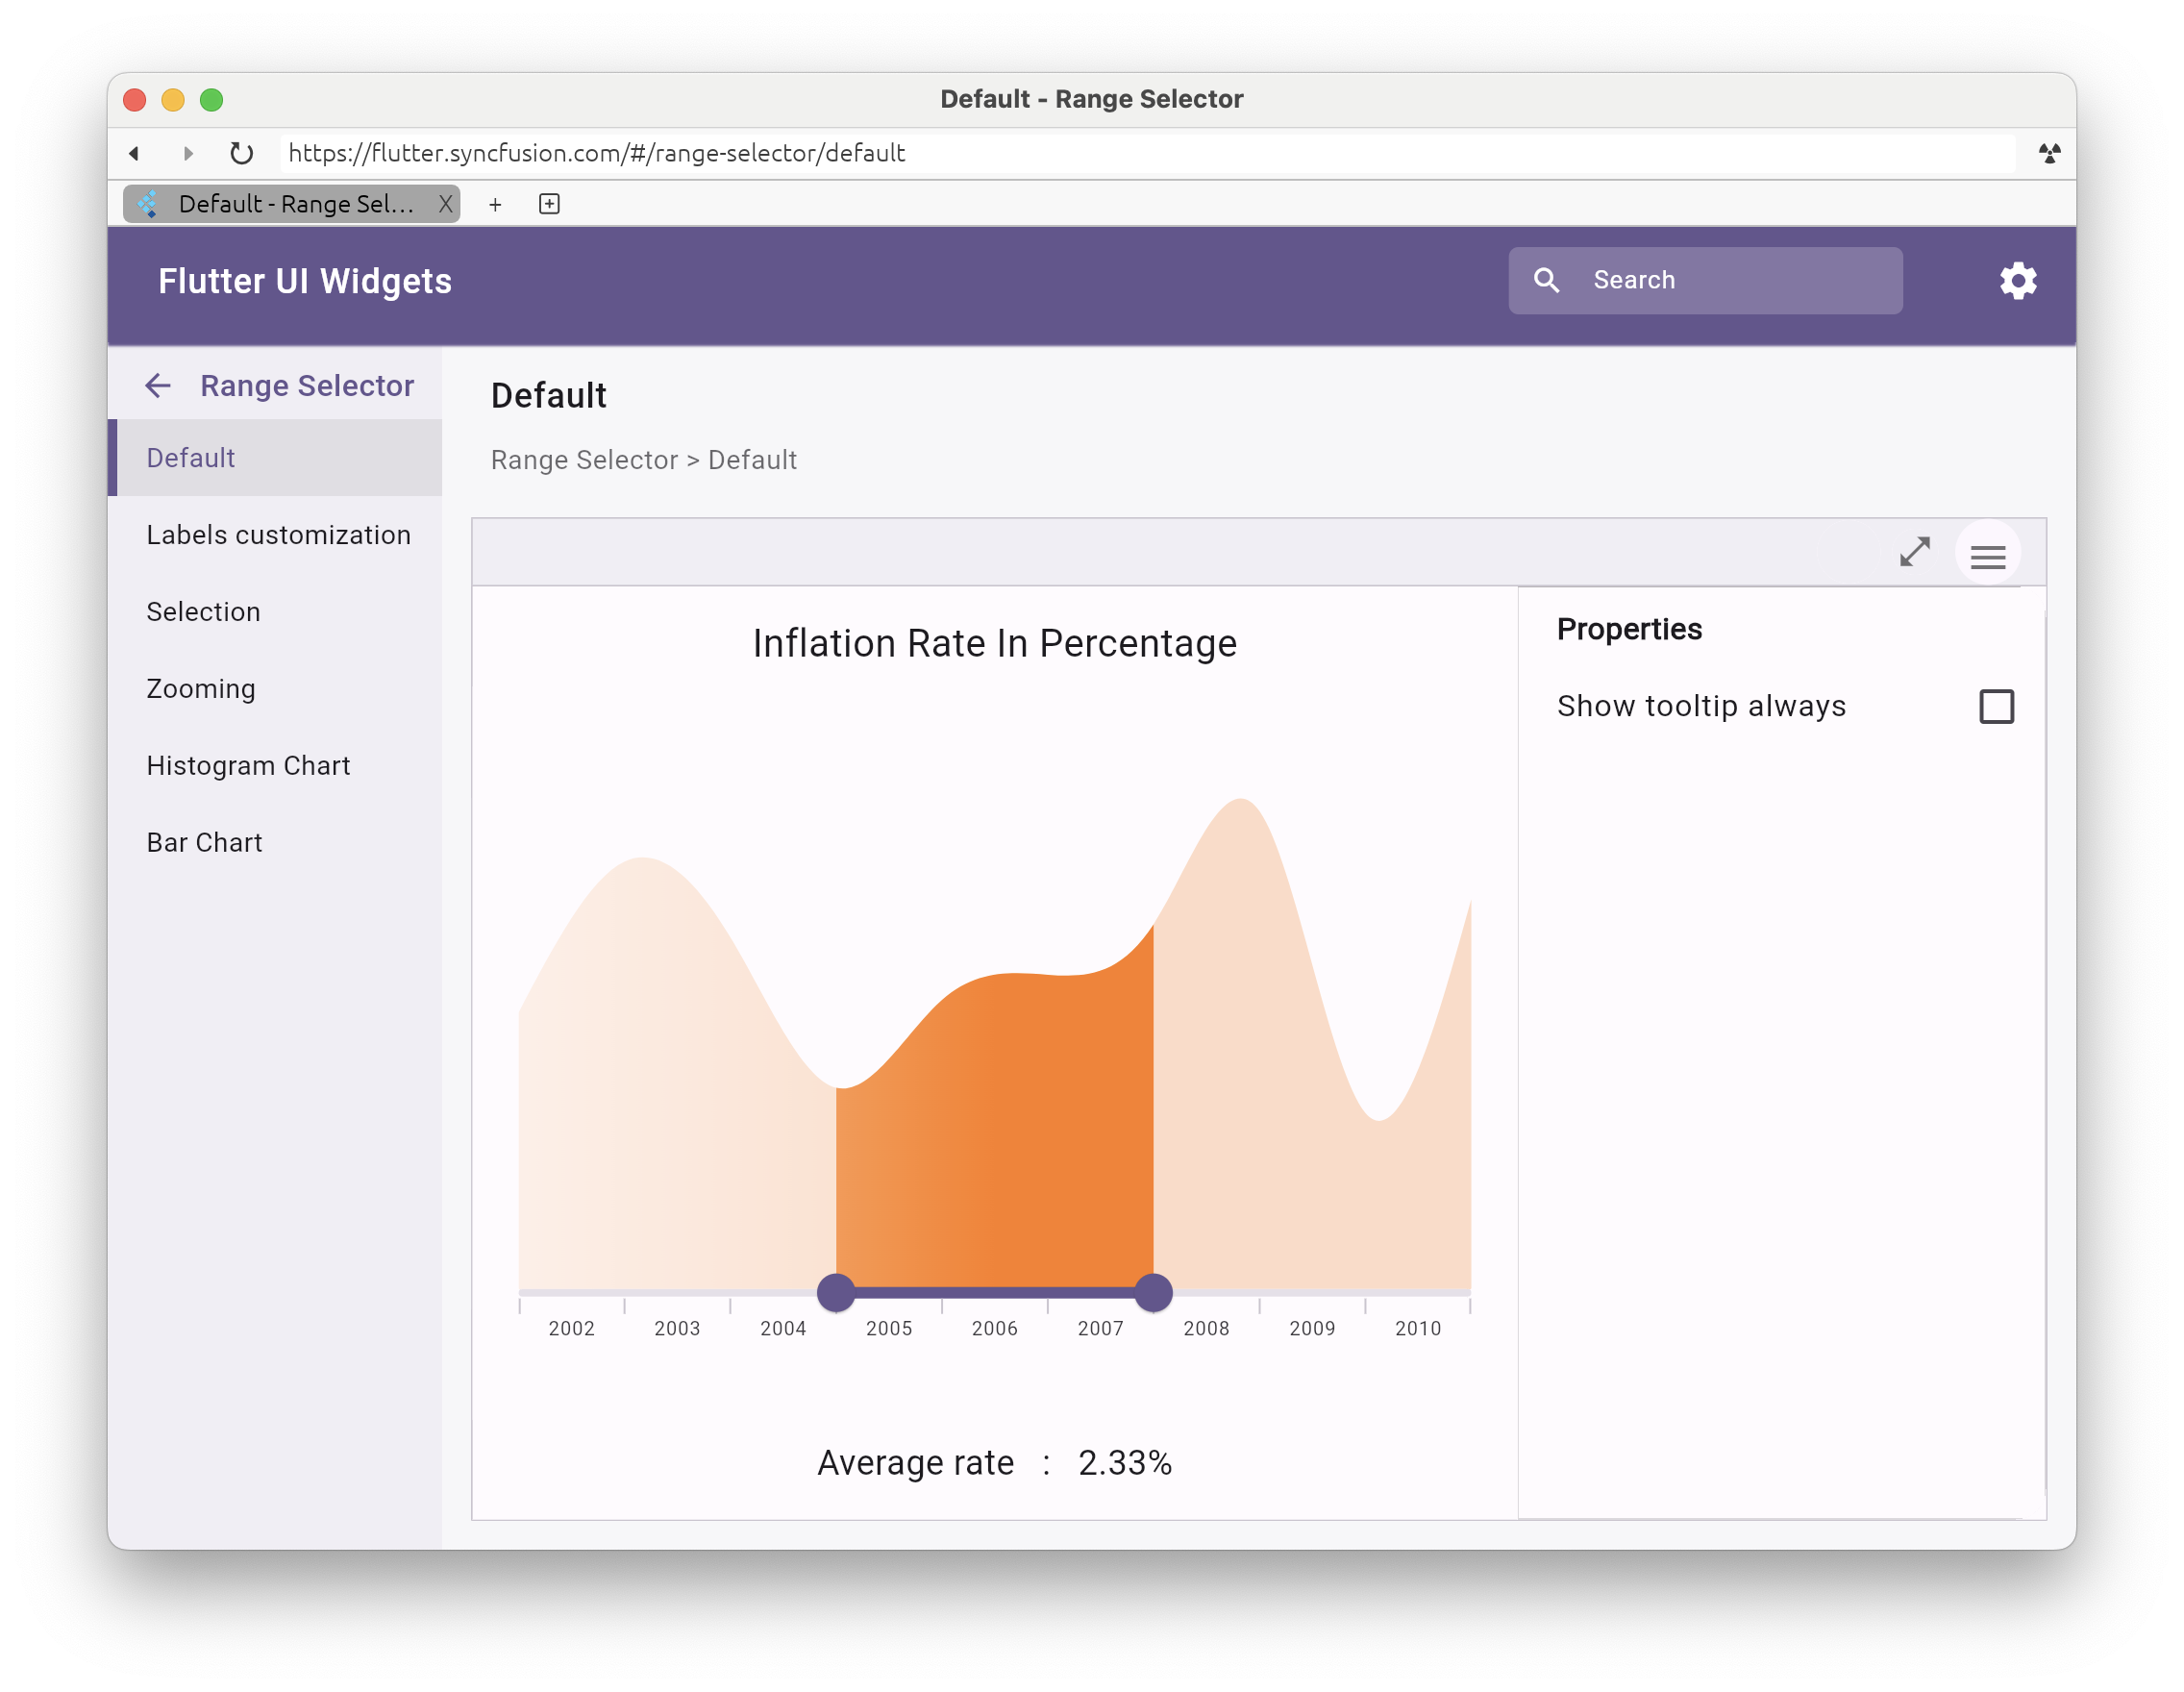 Default - Range Selector
https://flutter.syncfusion.com/#/range-selector/default
Default - Range Sel... X +
Flutter UI Widgets
Search
Range Selector
Default
Labels customization
Selection
Zooming
Histogram Chart
Bar Chart
Default
Range Selector > Default
Inflation Rate In Percentage
2002 2003 2004 2005 2006 2007 2008 2009 2010
Average rate : 2.33%
Properties
Show tooltip always